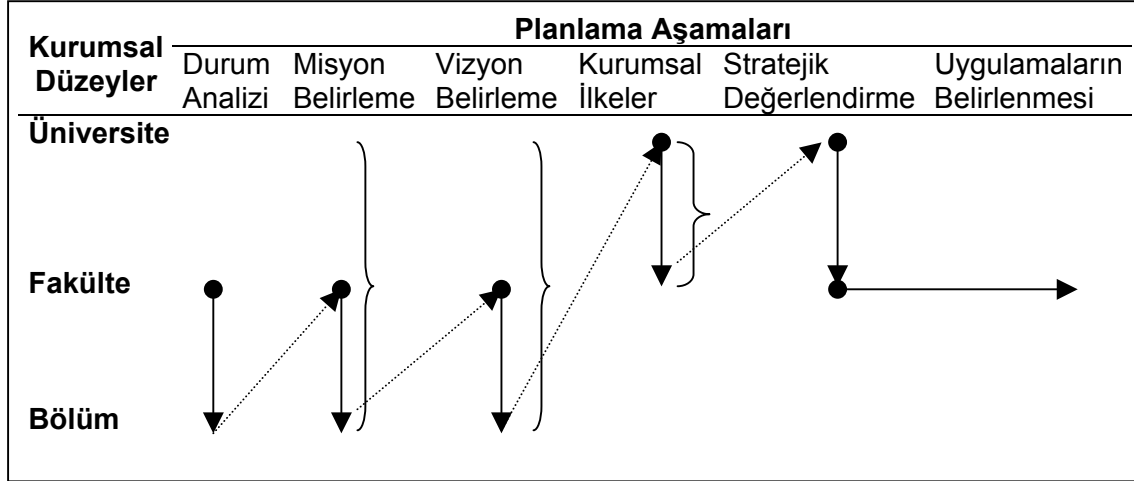 Planlama Aşamaları
Kurumsal
Düzeyler
Durum Misyon Vizyon Kurumsal Stratejik Uygulamaların
Analizi Belirleme Belirleme İlkeler Değerlendirme Belirlenmesi
Üniversite
Fakülte
Bölüm